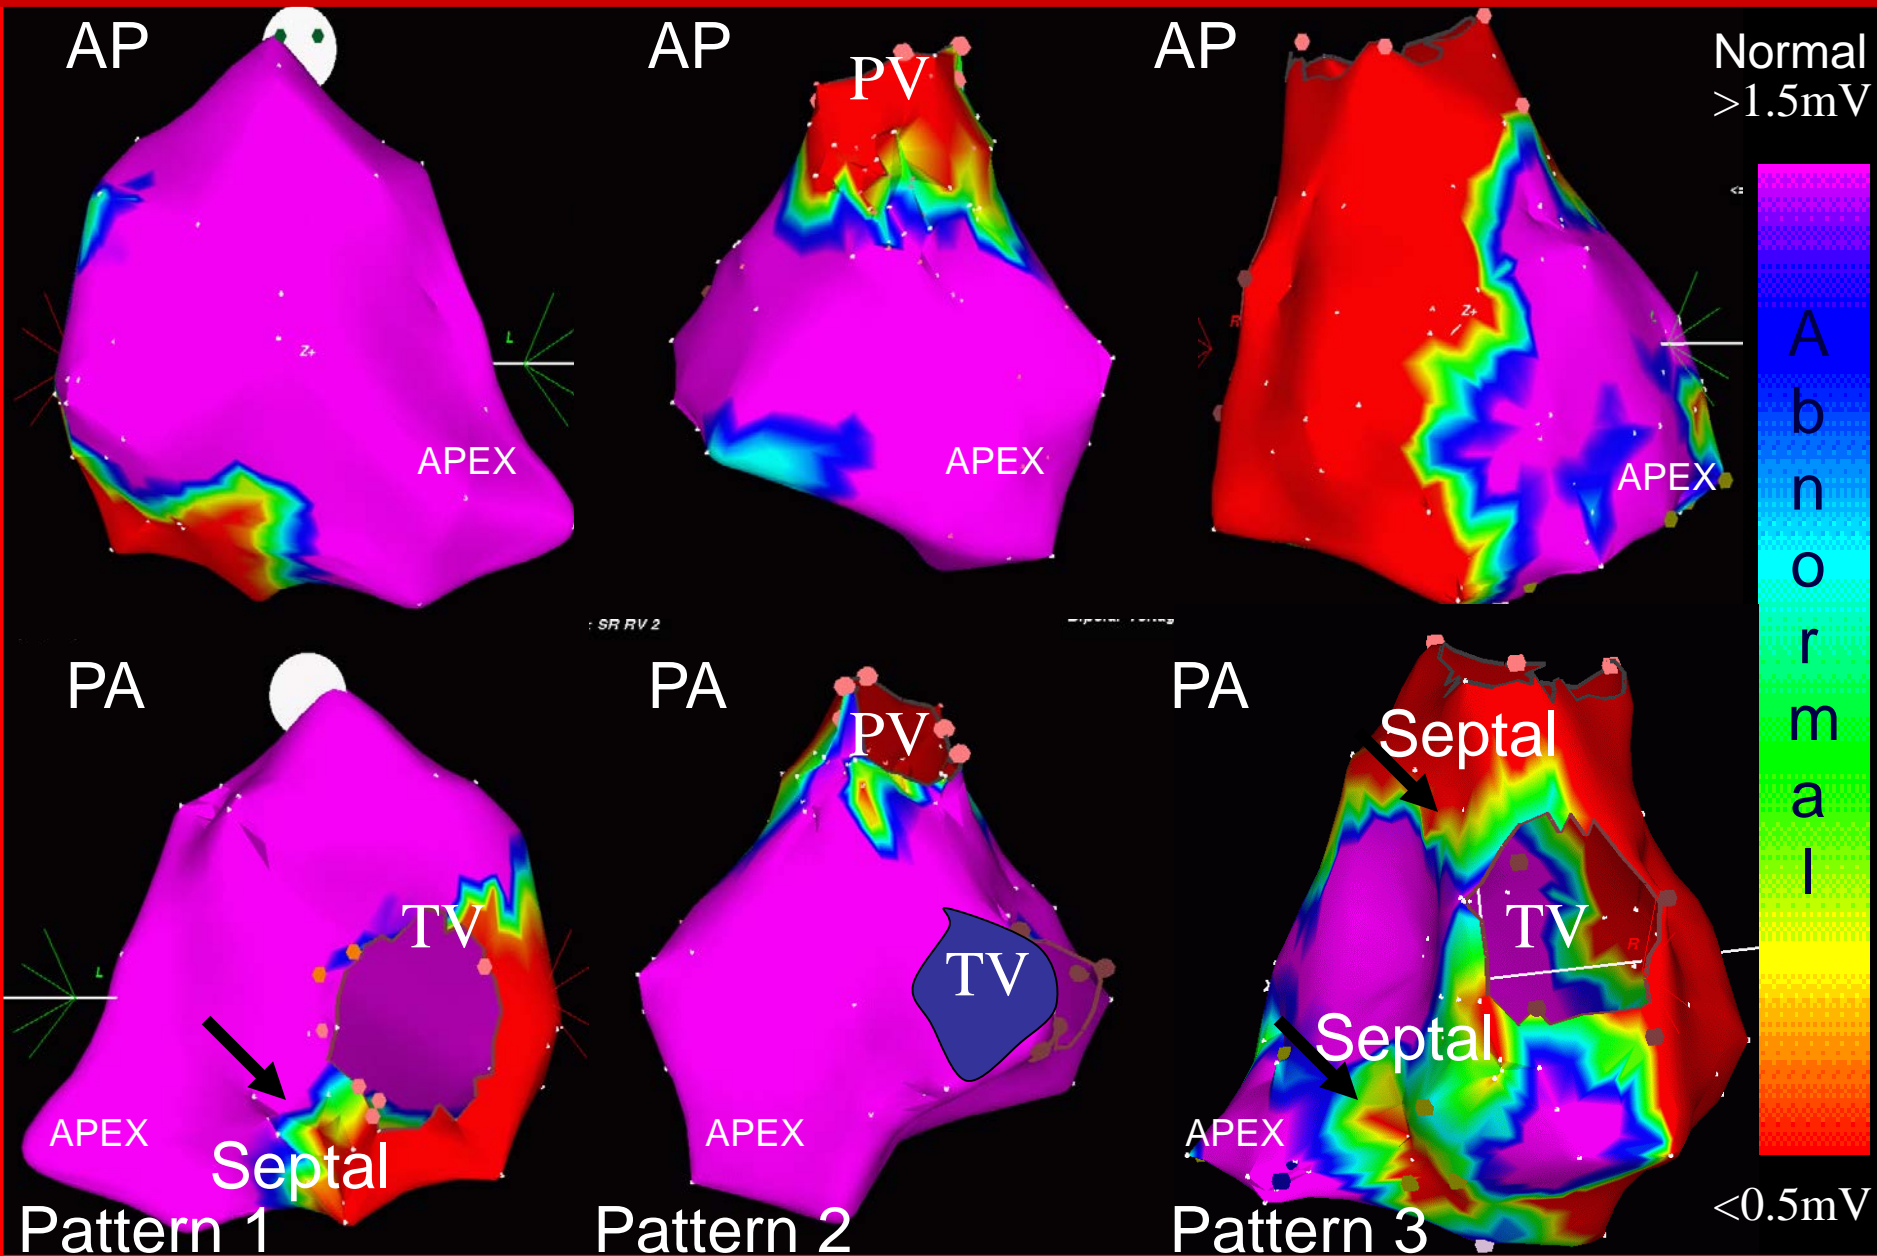 AP
AP
AP
PV
Normal
>1.5mV
Z+
L
R
Z+
L
APEX
APEX
APEX
Abnormal
: SR RV 2
PA
PA
PA
PV
Septal
TV
TV
TV
L
R
Septal
APEX
APEX
APEX
Septal
Pattern 1
Pattern 2
Pattern 3
<0.5mV